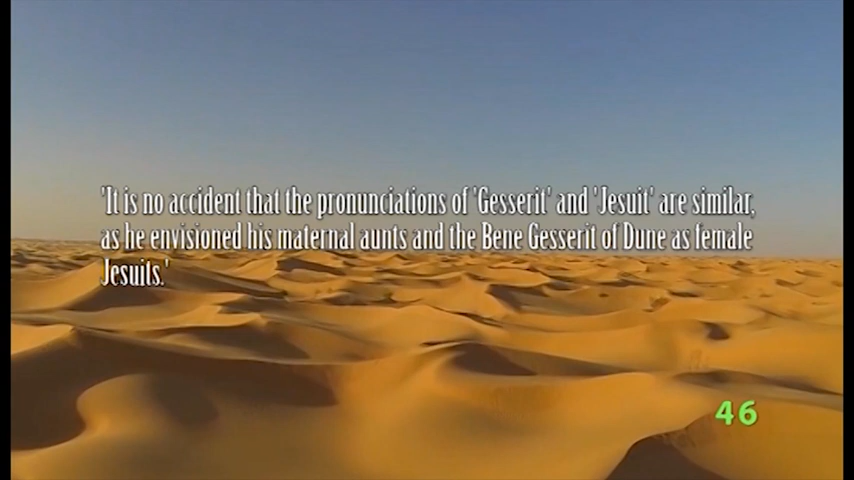 'It is no accident that the pronunciations of 'Gesserit' and 'Jesuit' are similar,
as he envisioned his maternal aunts and the Bene Gesserit of Dune as female
Jesuits.'
46